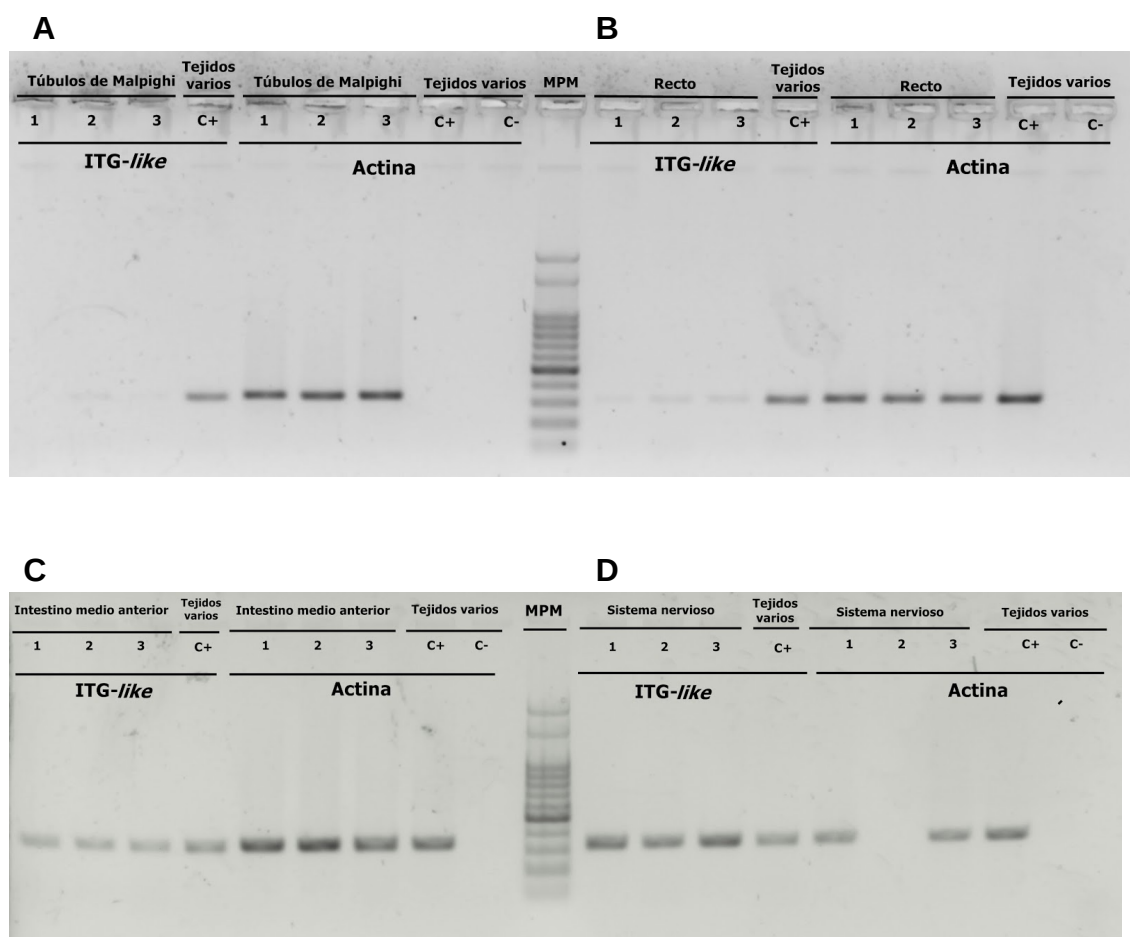 A
B
Túbulos de Malpighi
Tejidos
varios
Túbulos de Malpighi
Tejidos varios
MPM
Recto
Tejidos
varios
Recto
Tejidos varios
1 2 3 C+ 1 2 3 C+ C- 1 2 3 C+ 1 2 3 C+ C-
ITG-like
Actina
ITG-like
Actina
C
D
Intestino medio anterior
Tejidos
varios
Intestino medio anterior
Tejidos varios
MPM
Sistema nervioso
Tejidos
varios
Sistema nervioso
Tejidos varios
1 2 3 C+ 1 2 3 C+ C- 1 2 3 C+ 1 2 3 C+ C-
ITG-like
Actina
ITG-like
Actina